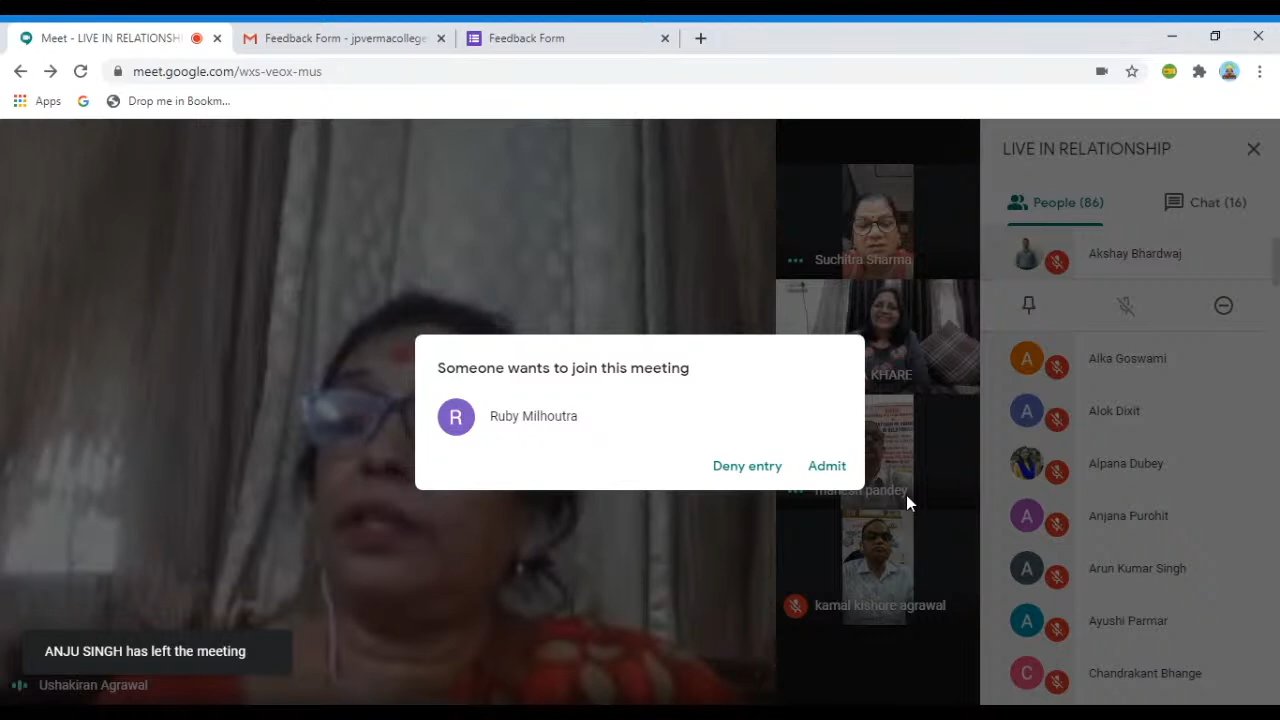 Meet - LIVE IN RELATIONSH
Feedback Form - jpvermacollege
Feedback Form
meet.google.com/wxs-veox-mus
Apps
G
Drop me in Bookm...
LIVE IN RELATIONSHIP
People (86)
Chat (16)
Suchitra Sharma
KHARE
mahesh pandey
kamal kishore agrawal
Someone wants to join this meeting
R
Ruby Milhoutra
Deny entry
Admit
Akshay Bhardwaj
A
Alka Goswami
A
Alok Dixit
Alpana Dubey
A
Anjana Purohit
A
Arun Kumar Singh
A
Ayushi Parmar
C
Chandrakant Bhange
ANJU SINGH has left the meeting
Ushakiran Agrawal